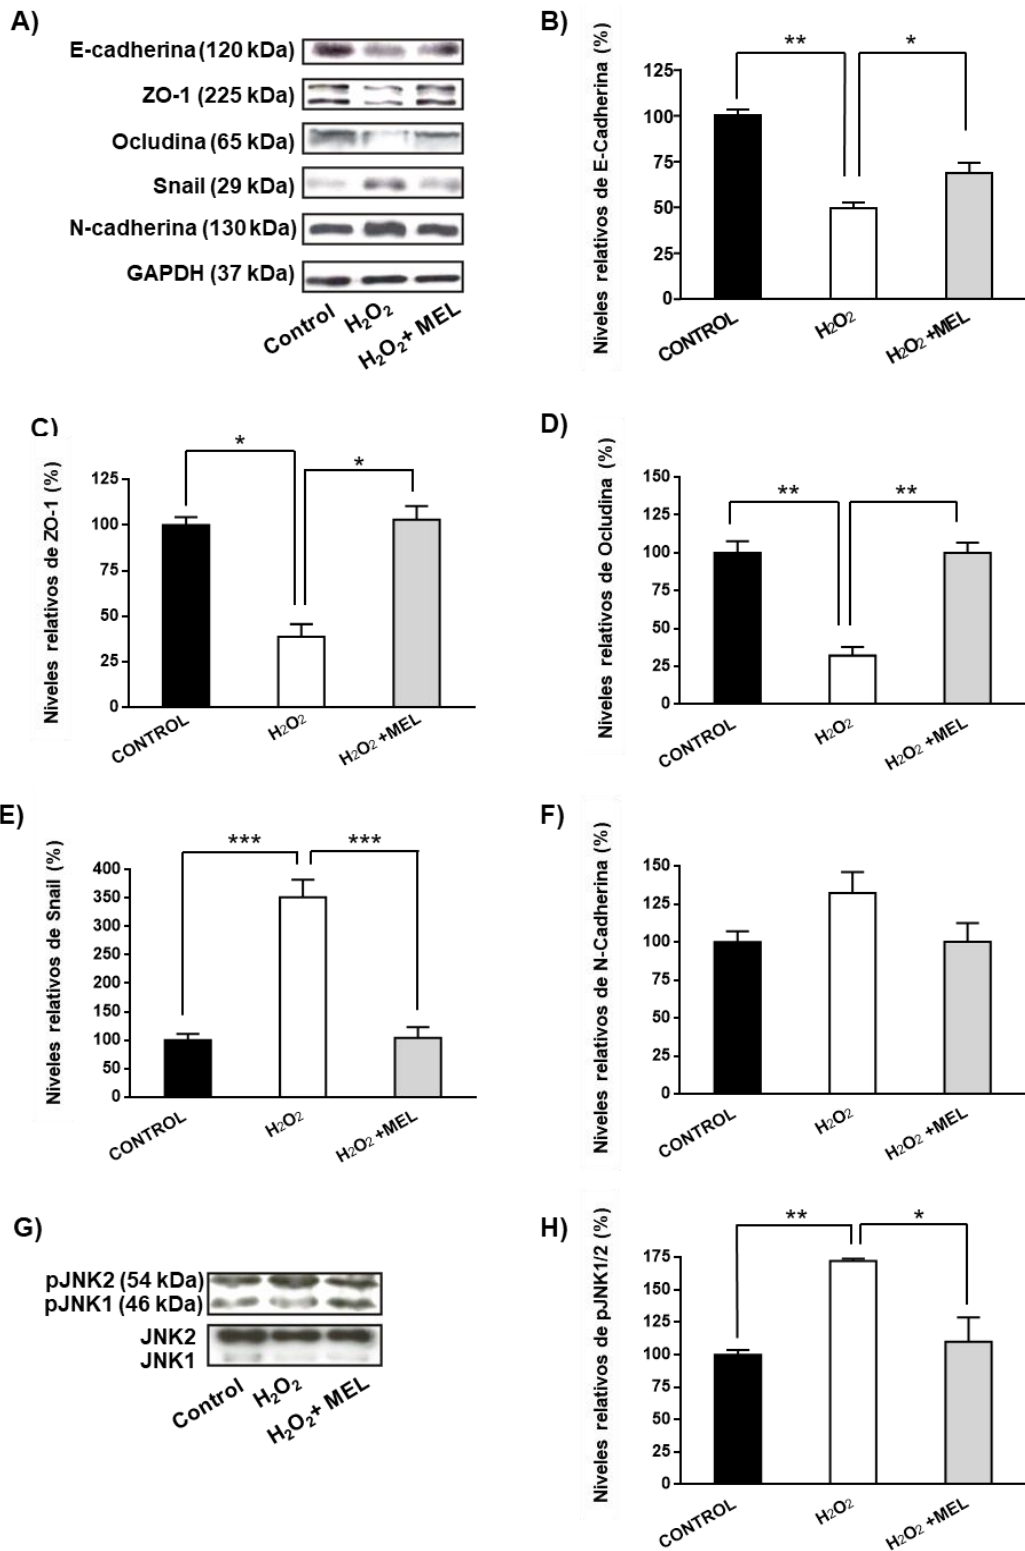 A)
E-cadherina (120 kDa)
ZO-1 (225 kDa)
Ocludina (65 kDa)
Snail (29 kDa)
N-cadherina (130 kDa)
GAPDH (37 kDa)
Control
H₂O₂
H₂O₂+ MEL
B)
Niveles relativos de E-Cadherina (%)
**
*
125
100
75
50
25
0
CONTROL
H₂O₂
H₂O₂ +MEL
C)
Niveles relativos de ZO-1 (%)
*
*
125
100
75
50
25
0
CONTROL
H₂O₂
H₂O₂ +MEL
D)
Niveles relativos de Ocludina (%)
**
**
150
125
100
75
50
25
0
CONTROL
H₂O₂
H₂O₂ +MEL
E)
Niveles relativos de Snail (%)
***
***
400
350
300
250
200
150
100
50
0
CONTROL
H₂O₂
H₂O₂ +MEL
F)
Niveles relativos de N-Cadherina (%)
150
125
100
75
50
25
0
CONTROL
H₂O₂
H₂O₂ +MEL
G)
pJNK2 (54 kDa)
pJNK1 (46 kDa)
JNK2
JNK1
Control
H₂O₂
H₂O₂+ MEL
H)
Niveles relativos de pJNK1/2 (%)
**
*
175
150
125
100
75
50
25
0
CONTROL
H₂O₂
H₂O₂ +MEL